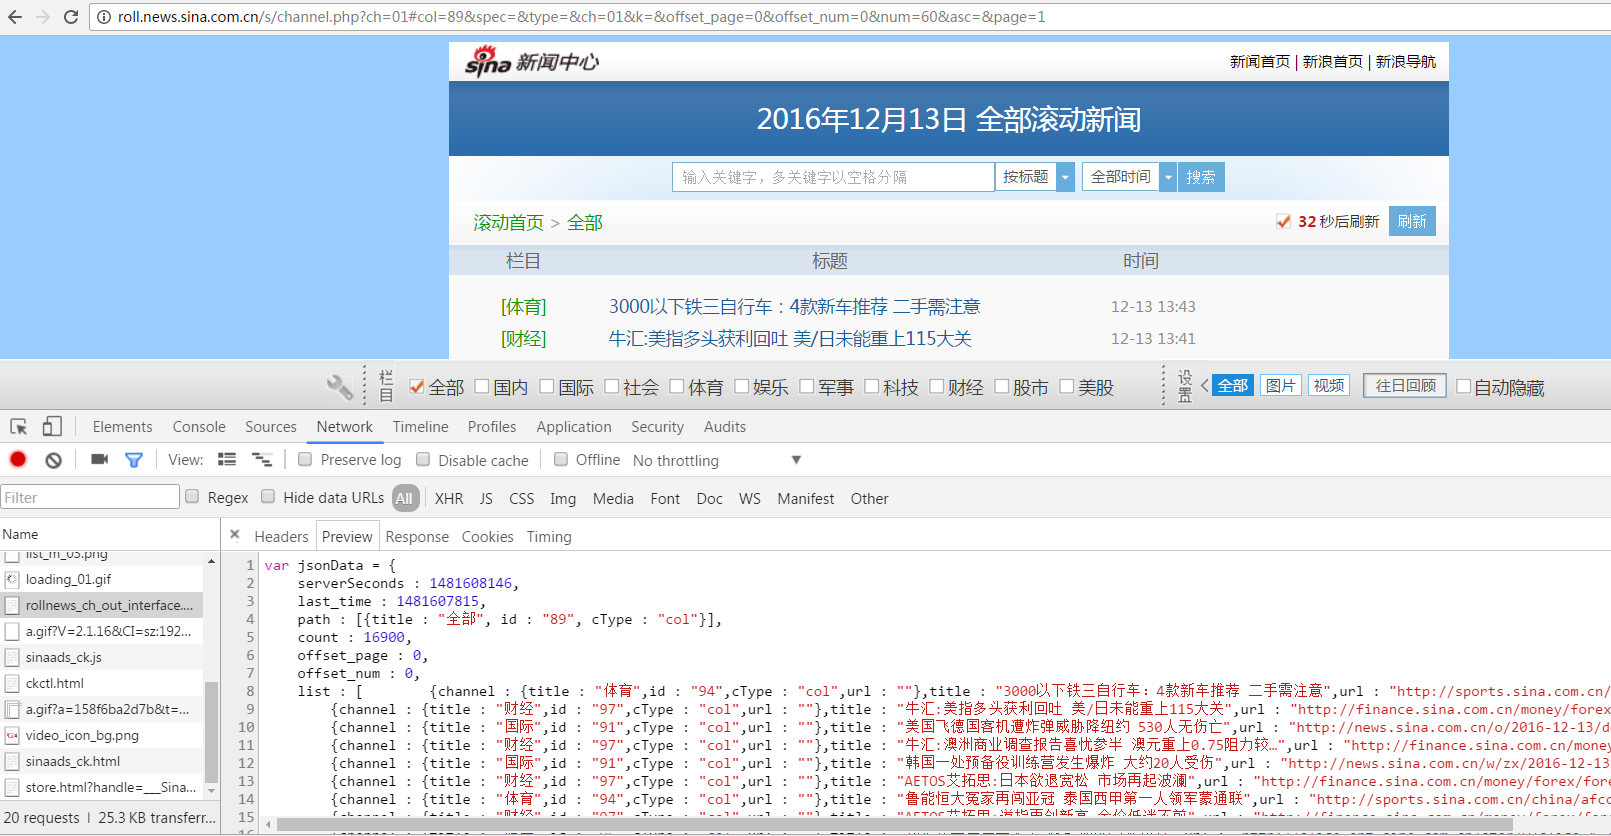 roll.news.sina.com.cn/s/channel.php?ch=01#col=89&spec=&type=&ch=01&k=&offset_page=0&offset_num=0&num=60&asc=&page=1
sina 新闻中心
新闻首页 | 新浪首页 | 新浪导航
2016年12月13日 全部滚动新闻
输入关键字，多关键字以空格分隔 按标题 全部时间 搜索
滚动首页 > 全部
32 秒后刷新 刷新
栏目 标题 时间
[体育] 3000以下铁三自行车：4款新车推荐 二手需注意 12-13 13:43
[财经] 牛汇:美指多头获利回吐 美/日未能重上115大关 12-13 13:41
栏目 全部 国内 国际 社会 体育 娱乐 军事 科技 财经 股市 美股 设置 全部 图片 视频 往日回顾 自动隐藏
Elements Console Sources Network Timeline Profiles Application Security Audits
View: Preserve log Disable cache Offline No throttling
Filter Regex Hide data URLs All XHR JS CSS Img Media Font Doc WS Manifest Other
Name
list_m_03.png
loading_01.gif
rollnews_ch_out_interface....
a.gif?V=2.1.16&CI=sz:192...
sinaads_ck.js
ckctl.html
a.gif?a=158f6ba2d7b&t=...
video_icon_bg.png
sinaads_ck.html
store.html?handle=___Sina...
20 requests | 25.3 KB transferr...
Headers Preview Response Cookies Timing
1 var jsonData = {
2 serverSeconds : 1481608146,
3 last_time : 1481607815,
4 path : [{title : "全部", id : "89", cType : "col"}],
5 count : 16900,
6 offset_page : 0,
7 offset_num : 0,
8 list : [ {channel : {title : "体育",id : "94",cType : "col",url : ""},title : "3000以下铁三自行车：4款新车推荐 二手需注意",url : "http://sports.sina.com.cn/
9 {channel : {title : "财经",id : "97",cType : "col",url : ""},title : "牛汇:美指多头获利回吐 美/日未能重上115大关",url : "http://finance.sina.com.cn/money/forex
10 {channel : {title : "国际",id : "91",cType : "col",url : ""},title : "美国飞德国客机遭炸弹威胁降纽约 530人无伤亡",url : "http://news.sina.com.cn/o/2016-12-13/d
11 {channel : {title : "财经",id : "97",cType : "col",url : ""},title : "牛汇:澳洲商业调查报告喜忧参半 澳元重上0.75阻力较…",url : "http://finance.sina.com.cn/money
12 {channel : {title : "国际",id : "91",cType : "col",url : ""},title : "韩国一处预备役训练营发生爆炸 大约20人受伤",url : "http://news.sina.com.cn/w/zx/2016-12-13
13 {channel : {title : "财经",id : "97",cType : "col",url : ""},title : "AETOS艾拓思:日本欲退宽松 市场再起波澜",url : "http://finance.sina.com.cn/money/forex/fore
14 {channel : {title : "体育",id : "94",cType : "col",url : ""},title : "鲁能恒大冤家再闯亚冠 泰国西甲第一人领军蒙通联",url : "http://sports.sina.com.cn/china/afcc
15
16